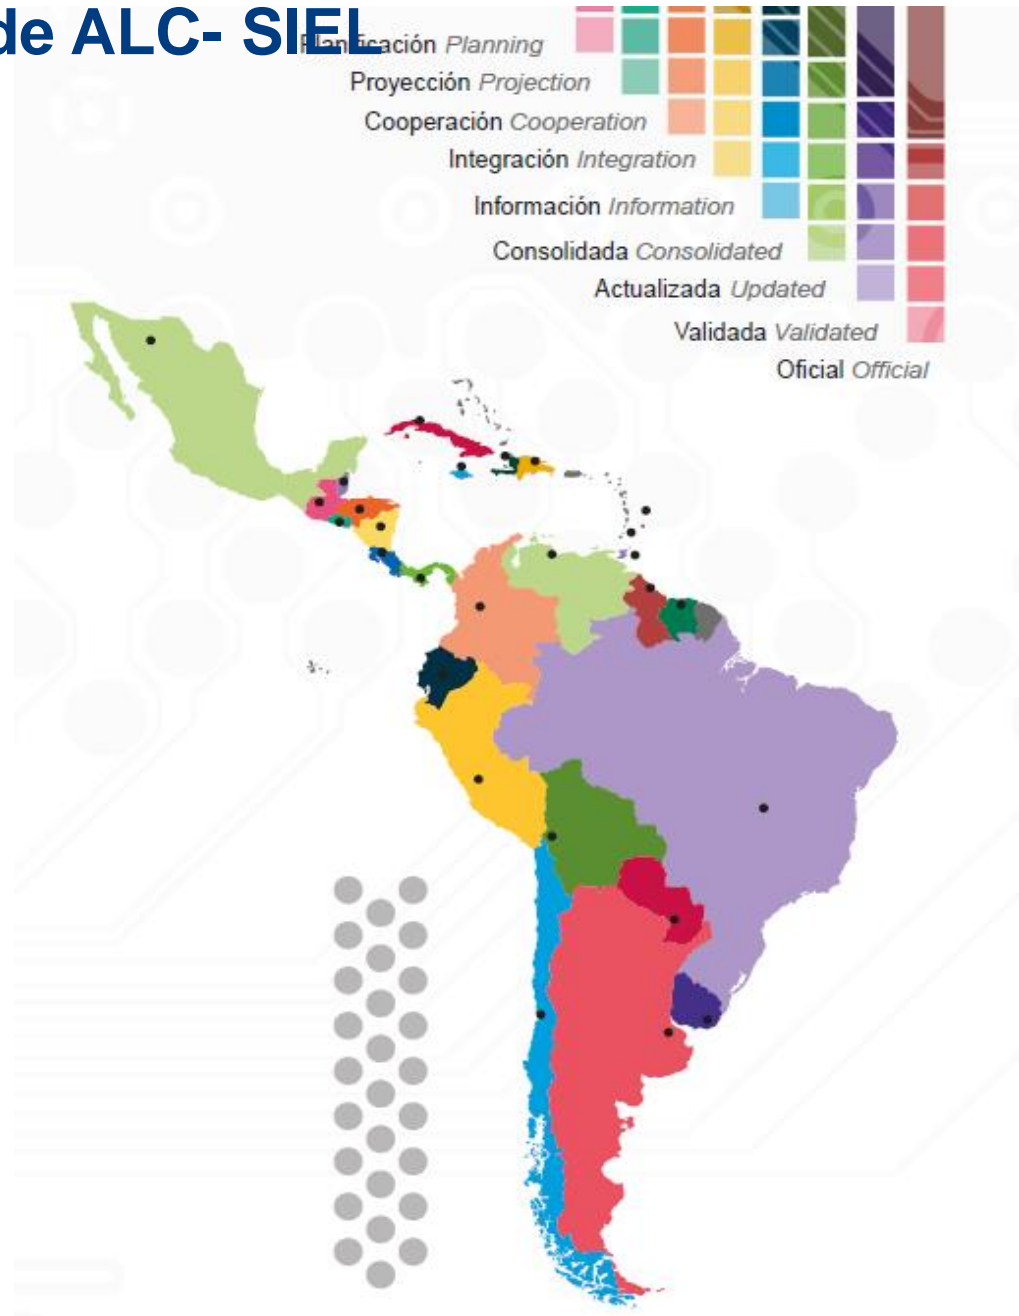 de ALC- SIEL
Planificación Planning
Proyección Projection
Cooperación Cooperation
Integración Integration
Información Information
Consolidada Consolidated
Actualizada Updated
Validada Validated
Oficial Official